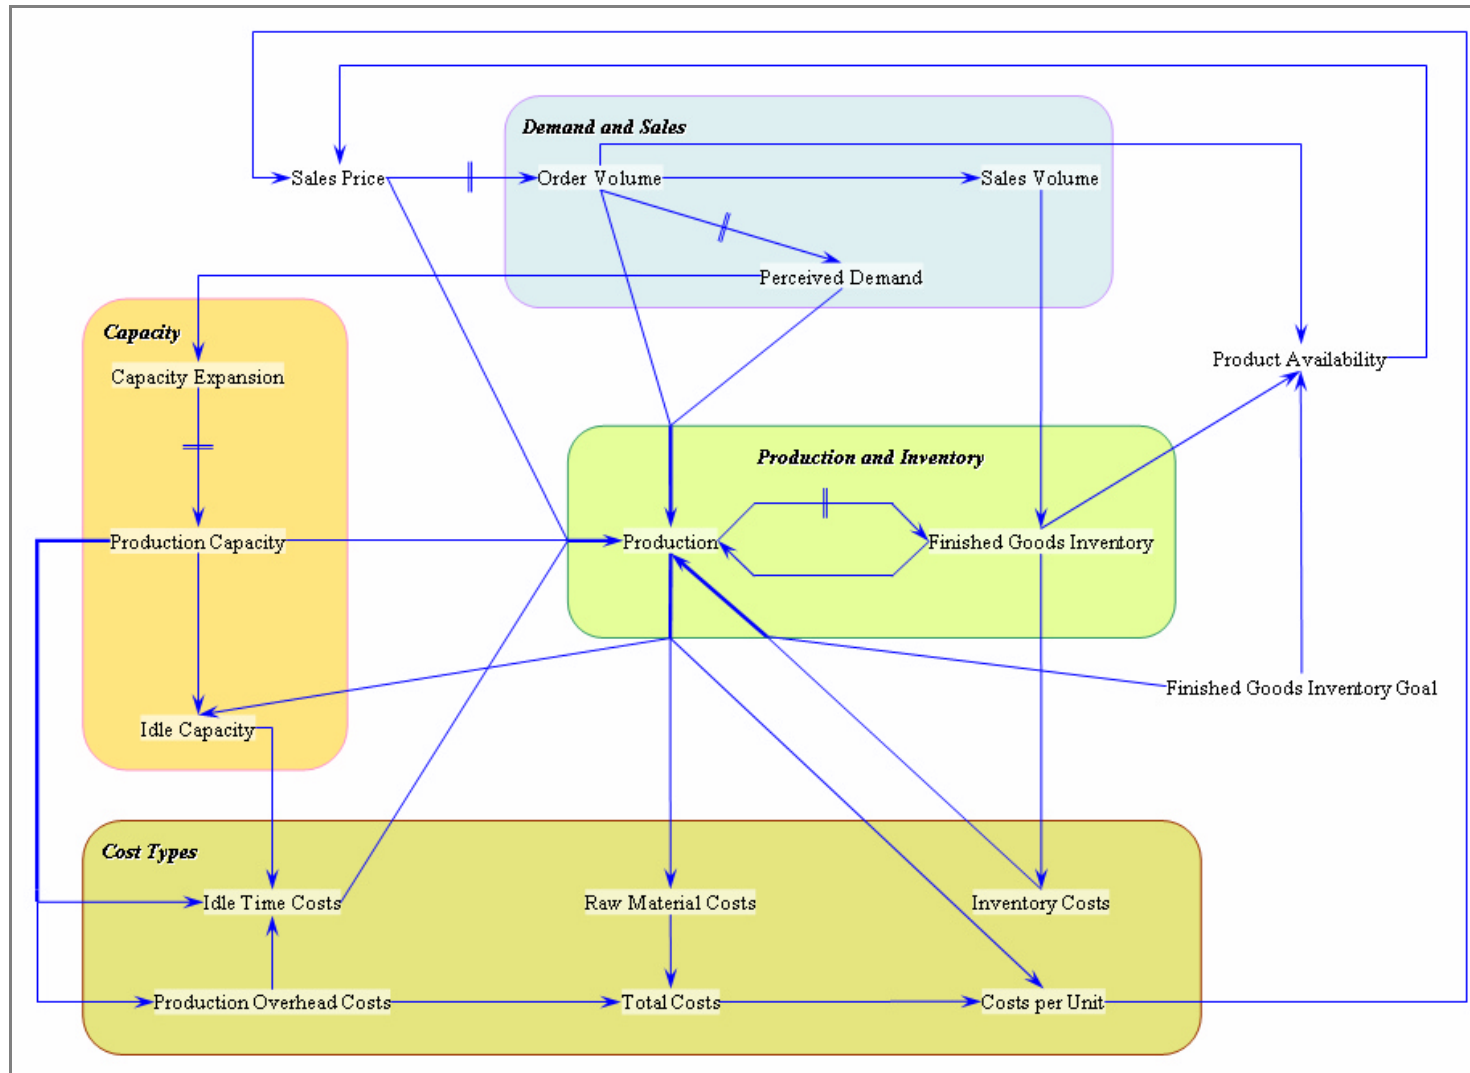 Demand and Sales
Sales Price
Order Volume
Sales Volume
Perceived Demand
Capacity
Capacity Expansion
Product Availability
Production and Inventory
Production Capacity
Production
Finished Goods Inventory
Finished Goods Inventory Goal
Idle Capacity
Cost Types
Idle Time Costs
Raw Material Costs
Inventory Costs
Production Overhead Costs
Total Costs
Costs per Unit